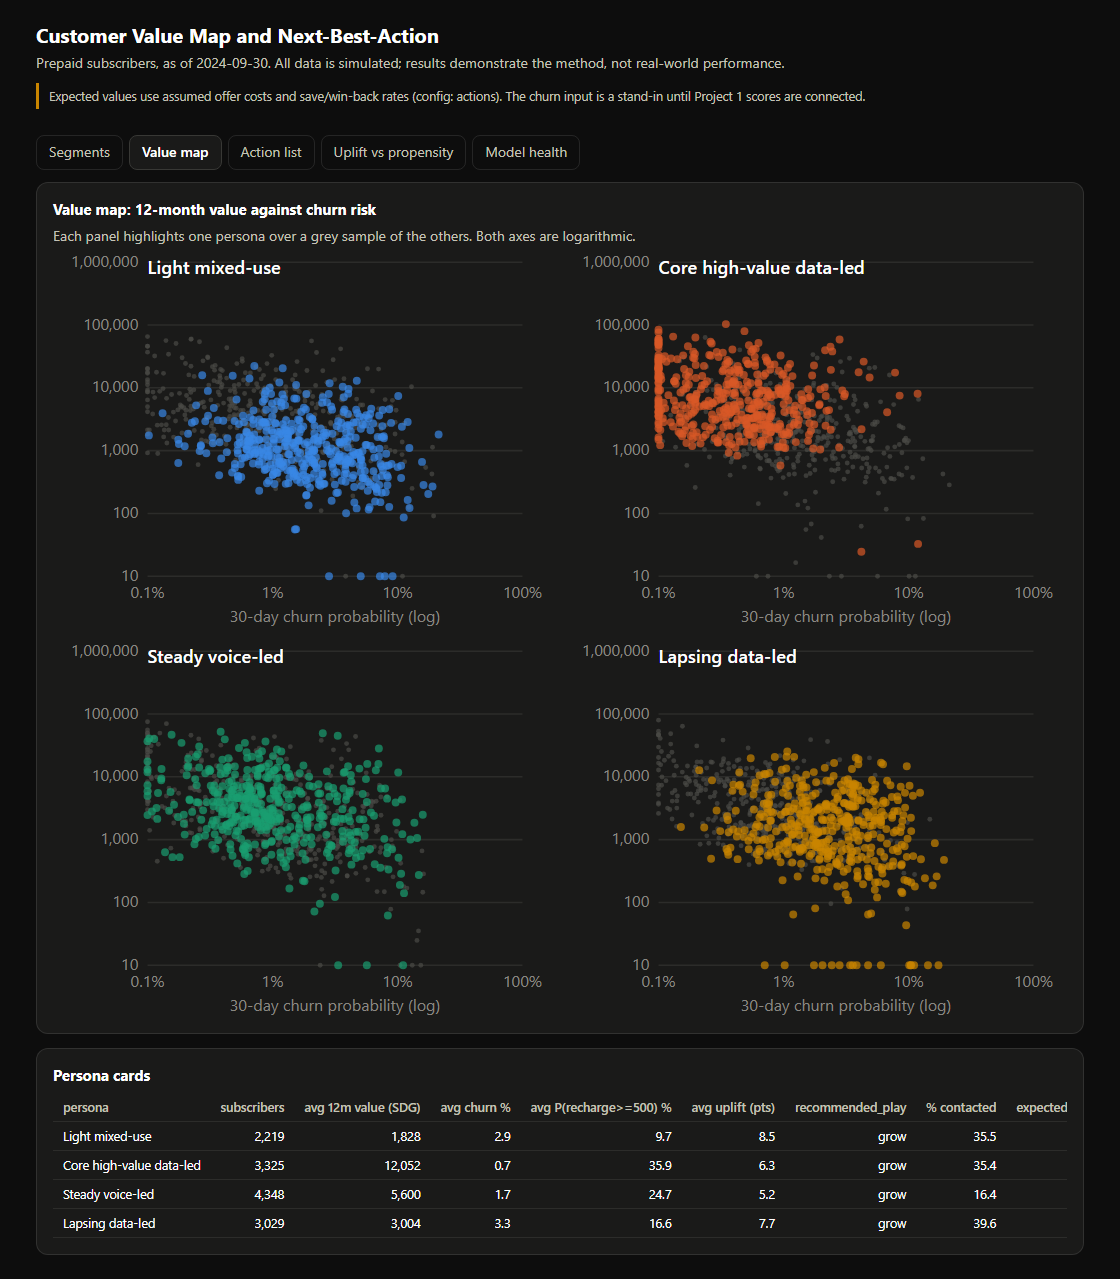 Customer Value Map and Next-Best-Action
Prepaid subscribers, as of 2024-09-30. All data is simulated; results demonstrate the method, not real-world performance.
Expected values use assumed offer costs and save/win-back rates (config: actions). The churn input is a stand-in until Project 1 scores are connected.
Segments Value map Action list Uplift vs propensity Model health
Value map: 12-month value against churn risk
Each panel highlights one persona over a grey sample of the others. Both axes are logarithmic.
1,000,000 Light mixed-use
100,000
10,000
1,000
100
10
0.1% 1% 10% 100%
30-day churn probability (log)
1,000,000 Core high-value data-led
100,000
10,000
1,000
100
10
0.1% 1% 10% 100%
30-day churn probability (log)
1,000,000 Steady voice-led
100,000
10,000
1,000
100
10
0.1% 1% 10% 100%
30-day churn probability (log)
1,000,000 Lapsing data-led
100,000
10,000
1,000
100
10
0.1% 1% 10% 100%
30-day churn probability (log)
Persona cards
persona subscribers avg 12m value (SDG) avg churn % avg P(recharge>=500) % avg uplift (pts) recommended_play % contacted expected
Light mixed-use 2,219 1,828 2.9 9.7 8.5 grow 35.5
Core high-value data-led 3,325 12,052 0.7 35.9 6.3 grow 35.4
Steady voice-led 4,348 5,600 1.7 24.7 5.2 grow 16.4
Lapsing data-led 3,029 3,004 3.3 16.6 7.7 grow 39.6